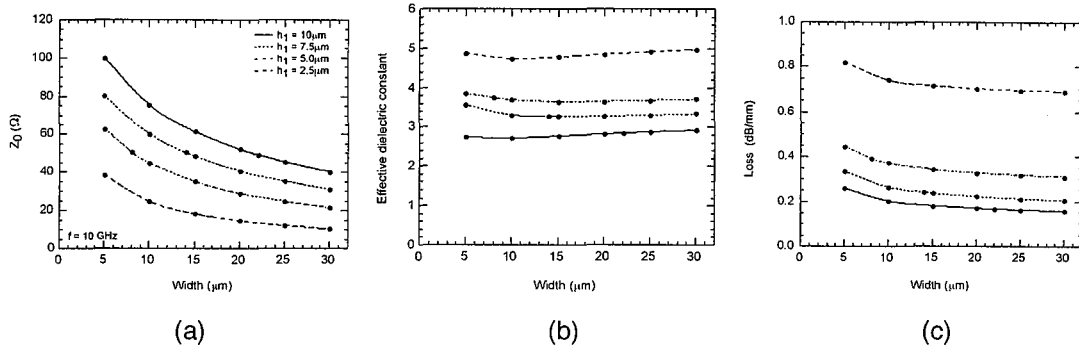 120
100
80
60
40
20
0
Z₀ (Ω)
h₁ = 10μm
h₁ = 7.5μm
h₁ = 5.0μm
h₁ = 2.5μm
f = 10 GHz
0 5 10 15 20 25 30
Width (μm)
(a)
6
5
4
3
2
1
0
Effective dielectric constant
0 5 10 15 20 25 30
Width (μm)
(b)
1.0
0.8
0.6
0.4
0.2
0.0
Loss (dB/mm)
0 5 10 15 20 25 30
Width (μm)
(c)